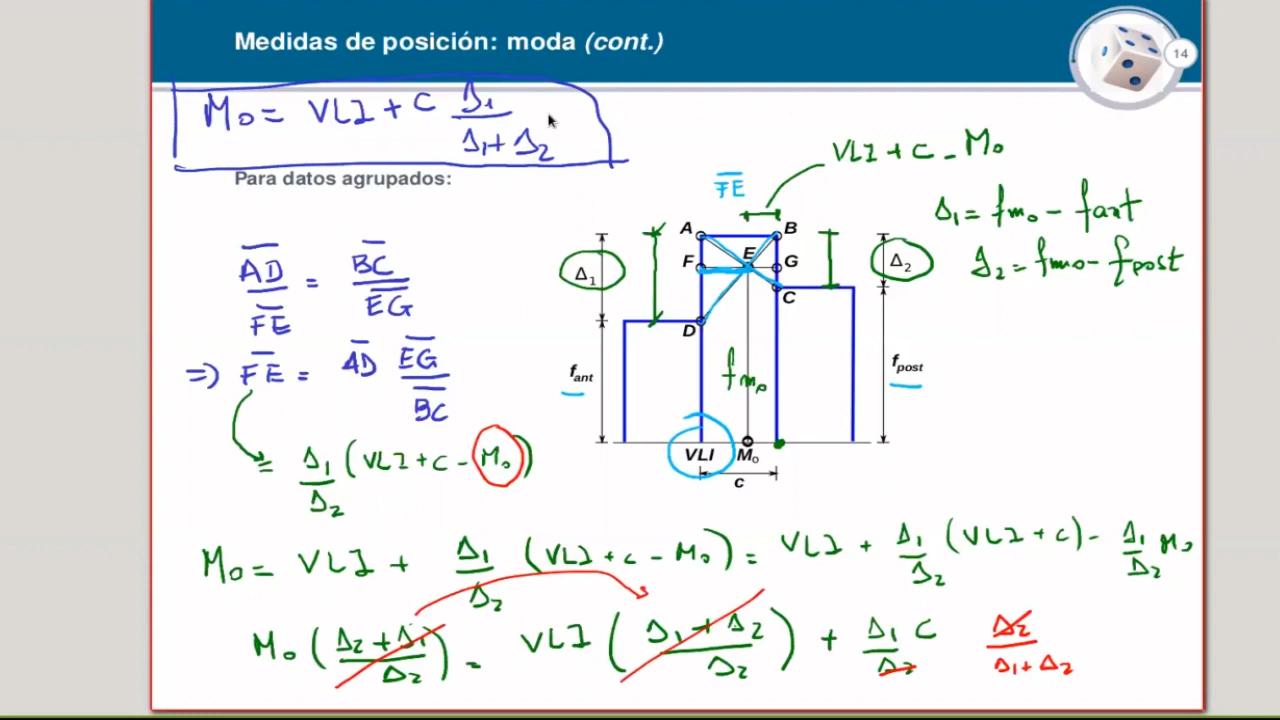 Medidas de posición: moda (cont.)
14
Mo = VLI + C Δ1/(Δ1 + Δ2)
Para datos agrupados:
VLI + C - Mo
FE
Δ1 = fmo - fant
Δ2 = fmo - fpost
AD/FE = BC/EG
=> FE = AD EG/BC
= Δ1/Δ2 (VLI + C - Mo)
A
B
F
E
G
C
D
Δ1
Δ2
fant
fmo
fpost
VLI
Mo
c
Mo = VLI + Δ1/Δ2 (VLI + C - Mo) = VLI + Δ1/Δ2 (VLI + C) - Δ1/Δ2 Mo
Mo ((Δ2 + Δ1)/Δ2) = VLI ((Δ1 + Δ2)/Δ2) + Δ1/Δ2 C Δ2/(Δ1 + Δ2)